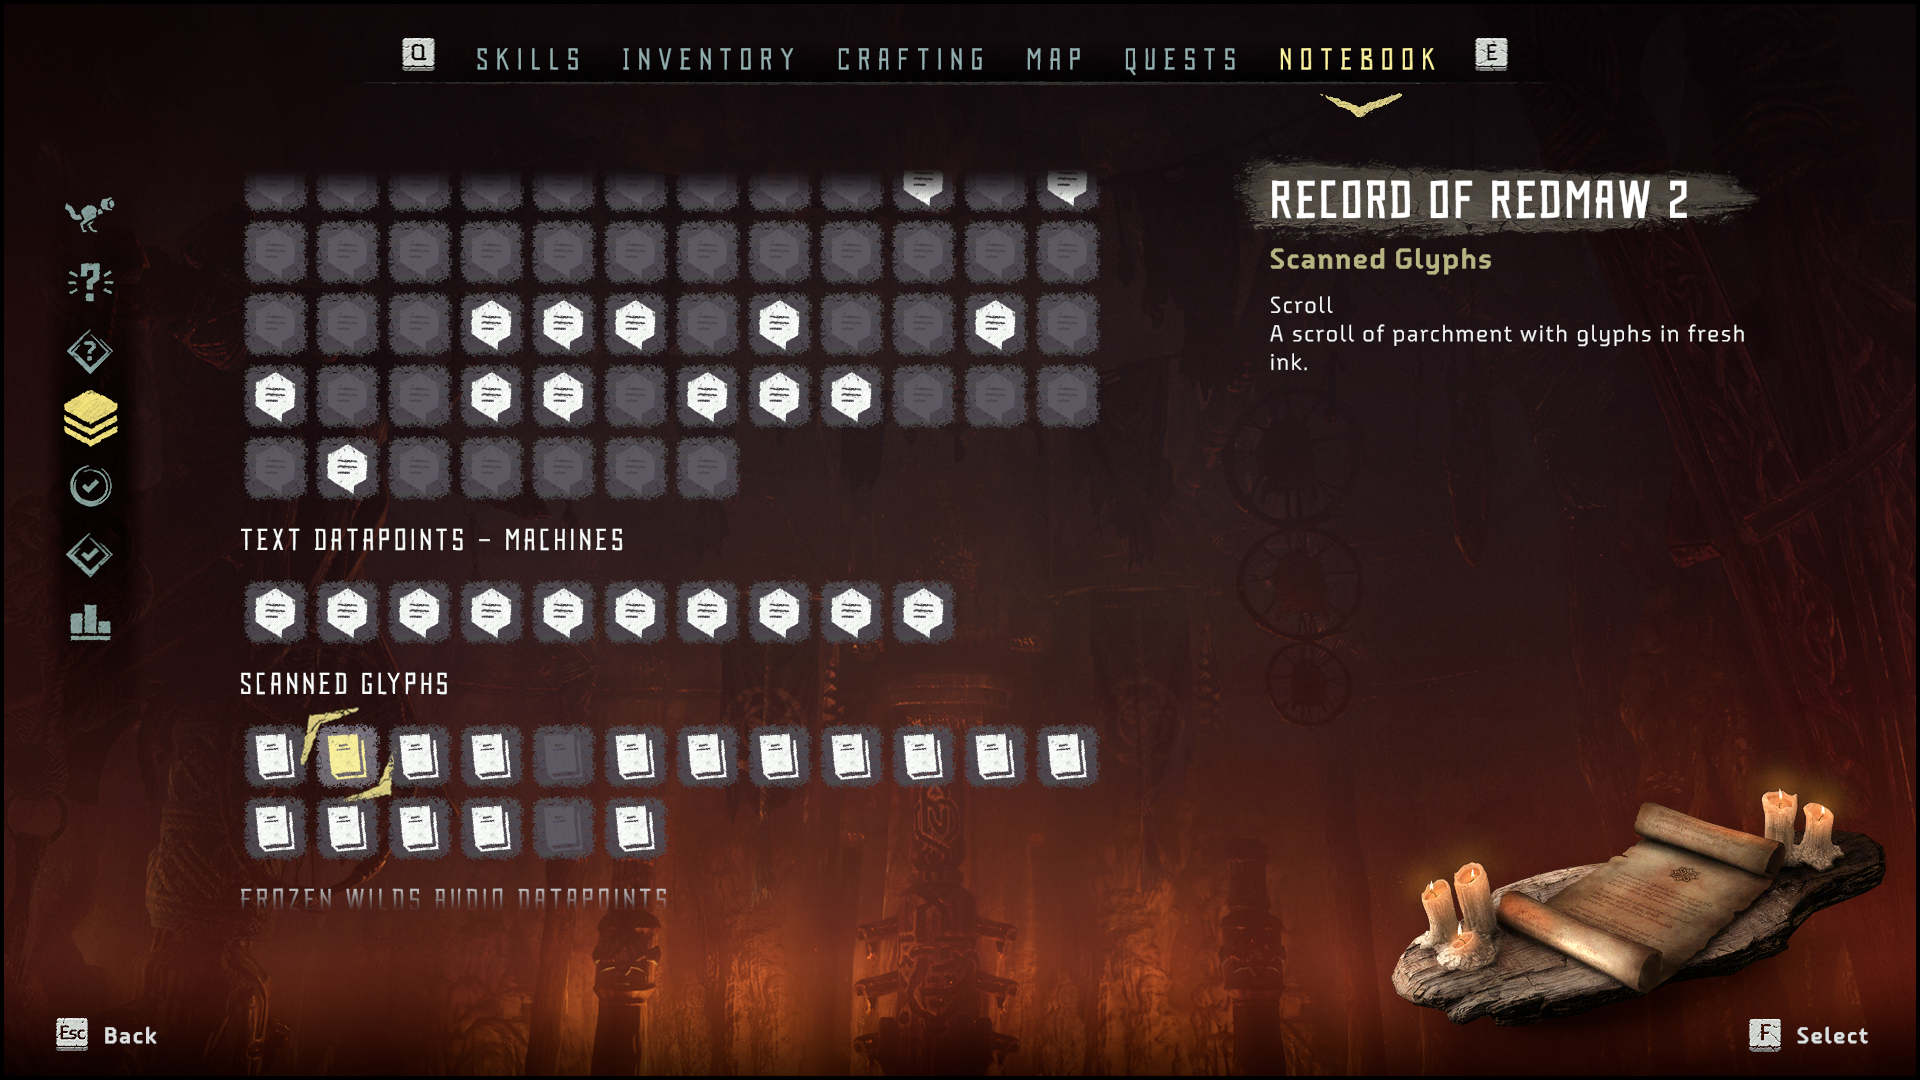 Q SKILLS INVENTORY CRAFTING MAP QUESTS NOTEBOOK E
RECORD OF REDMAW 2
Scanned Glyphs
Scroll
A scroll of parchment with glyphs in fresh
ink.
TEXT DATAPOINTS – MACHINES
SCANNED GLYPHS
FROZEN WILDS AUDIO DATAPOINTS
Esc Back
F Select